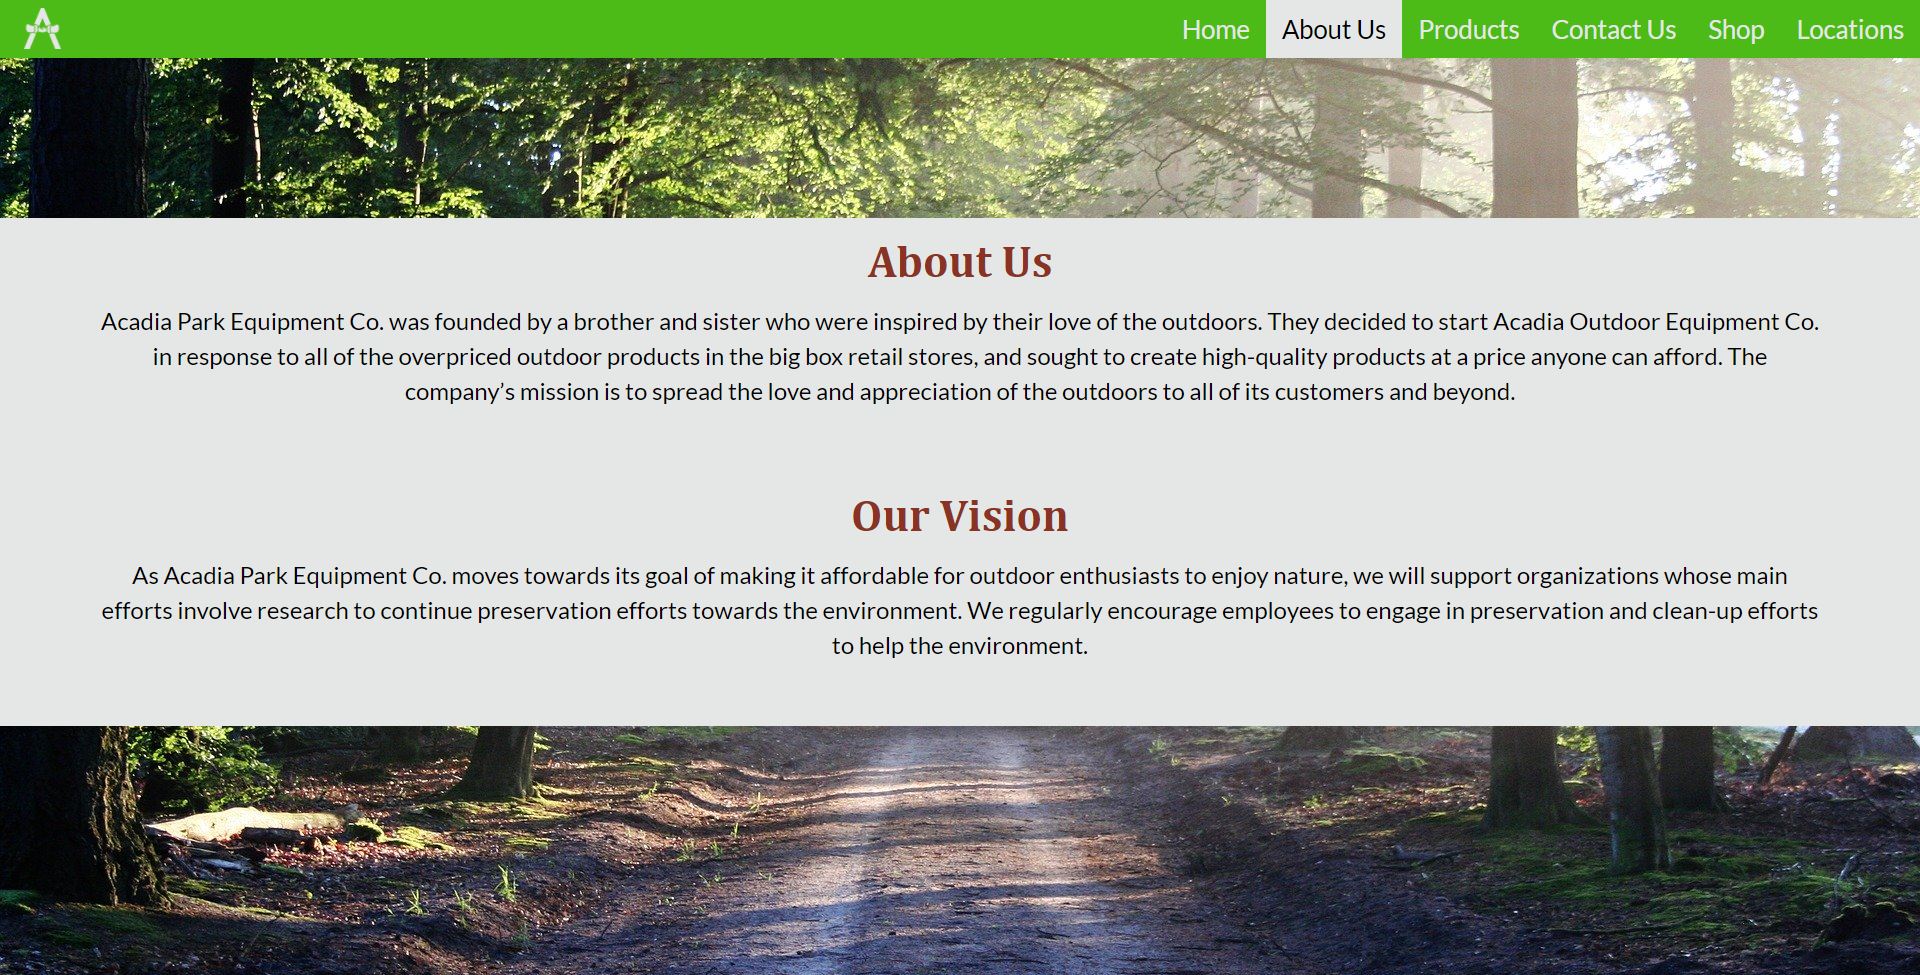 Home About Us Products Contact Us Shop Locations
About Us
Acadia Park Equipment Co. was founded by a brother and sister who were inspired by their love of the outdoors. They decided to start Acadia Outdoor Equipment Co.
in response to all of the overpriced outdoor products in the big box retail stores, and sought to create high-quality products at a price anyone can afford. The
company’s mission is to spread the love and appreciation of the outdoors to all of its customers and beyond.
Our Vision
As Acadia Park Equipment Co. moves towards its goal of making it affordable for outdoor enthusiasts to enjoy nature, we will support organizations whose main
efforts involve research to continue preservation efforts towards the environment. We regularly encourage employees to engage in preservation and clean-up efforts
to help the environment.